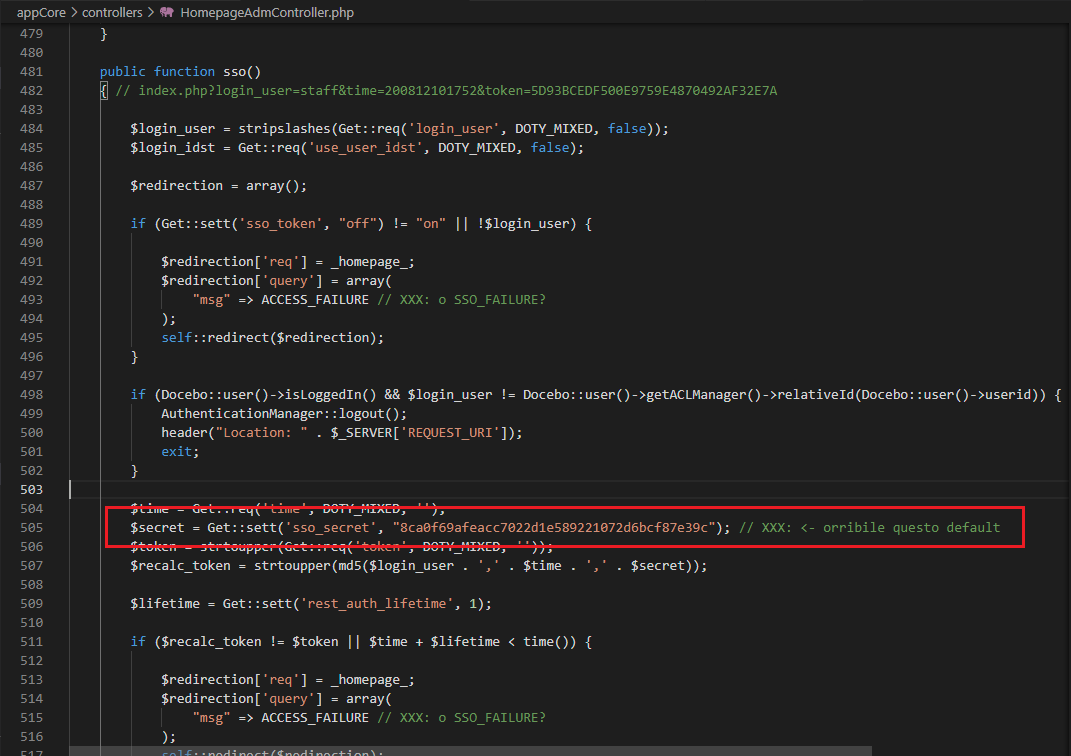 appCore > controllers > HomepageAdmController.php
479 }
480
481 public function sso()
482 { // index.php?login_user=staff&time=200812101752&token=5D93BCEDF500E9759E4870492AF32E7A
483
484 $login_user = stripslashes(Get::req('login_user', DOTY_MIXED, false));
485 $login_idst = Get::req('use_user_idst', DOTY_MIXED, false);
486
487 $redirection = array();
488
489 if (Get::sett('sso_token', "off") != "on" || !$login_user) {
490
491 $redirection['req'] = _homepage_;
492 $redirection['query'] = array(
493 "msg" => ACCESS_FAILURE // XXX: o SSO_FAILURE?
494 );
495 self::redirect($redirection);
496 }
497
498 if (Docebo::user()->isLoggedIn() && $login_user != Docebo::user()->getACLManager()->relativeId(Docebo::user()->userid)) {
499 AuthenticationManager::logout();
500 header("Location: " . $_SERVER['REQUEST_URI']);
501 exit;
502 }
503
504 $time = Get::req('time', DOTY_MIXED, '');
505 $secret = Get::sett('sso_secret', "8ca0f69afeacc7022d1e589221072d6bcf87e39c"); // XXX: <- orribile questo default
506 $token = strtoupper(Get::req('token', DOTY_MIXED, ''));
507 $recalc_token = strtoupper(md5($login_user . ',' . $time . ',' . $secret));
508
509 $lifetime = Get::sett('rest_auth_lifetime', 1);
510
511 if ($recalc_token != $token || $time + $lifetime < time()) {
512
513 $redirection['req'] = _homepage_;
514 $redirection['query'] = array(
515 "msg" => ACCESS_FAILURE // XXX: o SSO_FAILURE?
516 );
517 self::redirect($redirection);